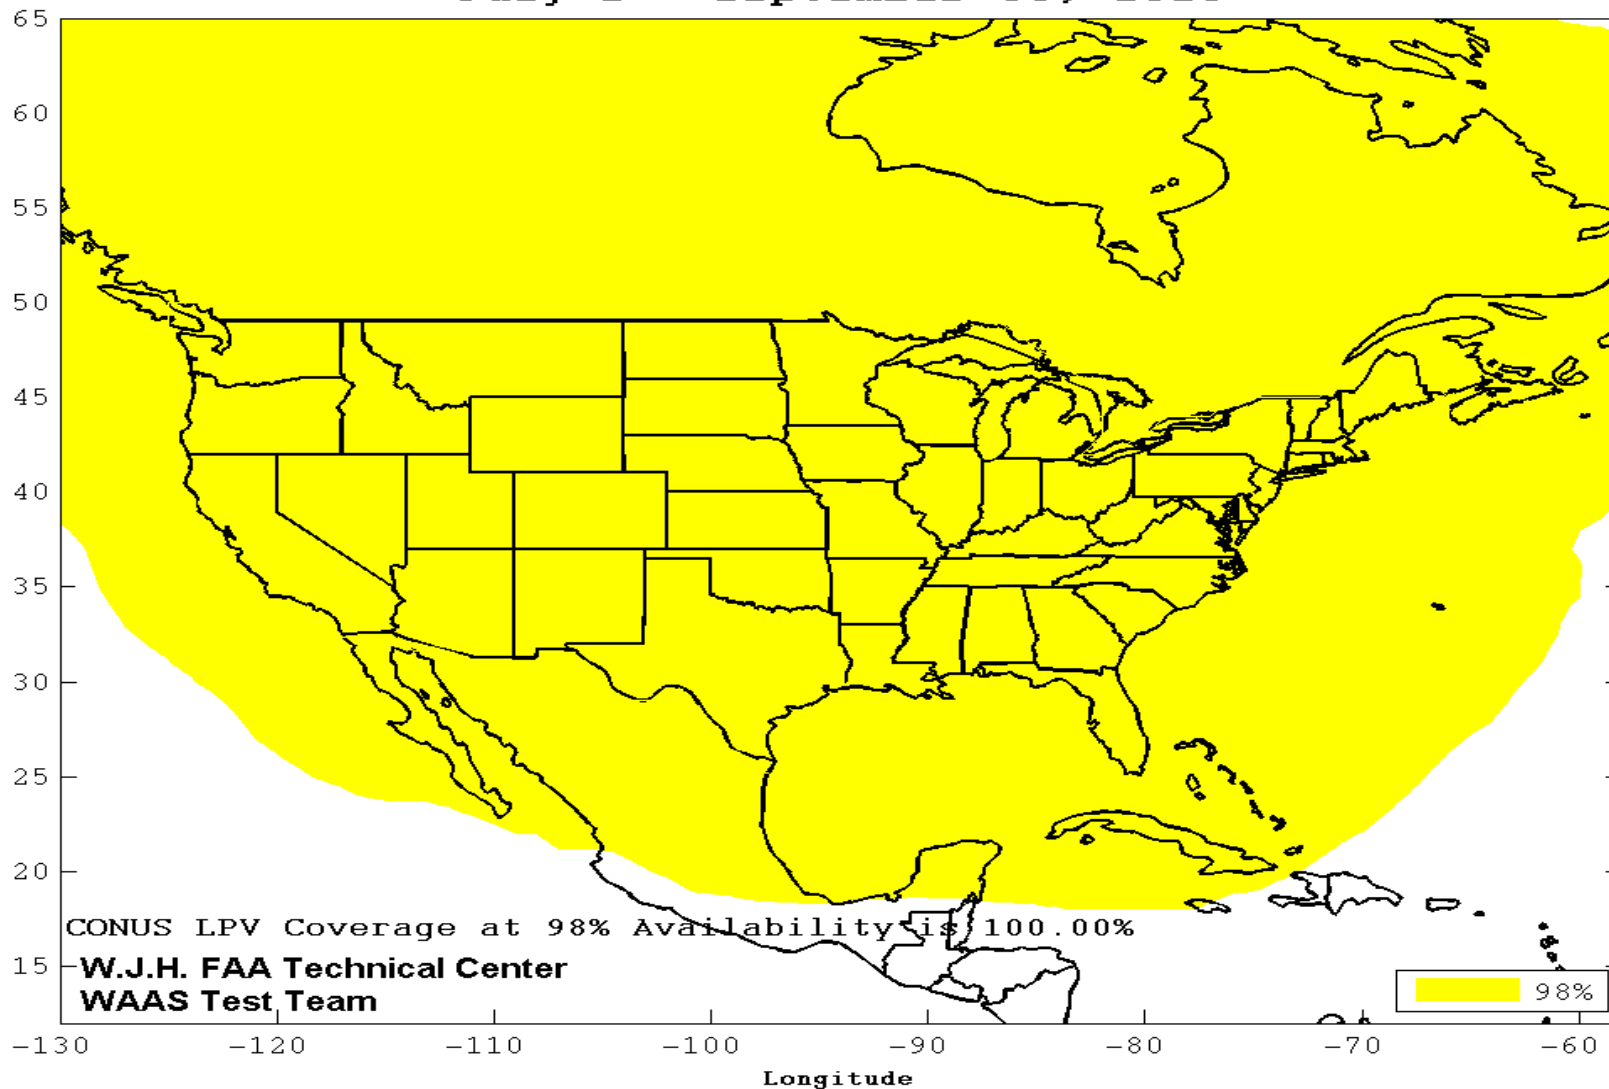 65
60
55
50
45
40
35
30
25
20
CONUS LPV Coverage at 98% Availability is 100.00%
15
W.J.H. FAA Technical Center
WAAS Test Team
98%
-130 -120 -110 -100 -90 -80 -70 -60
Longitude